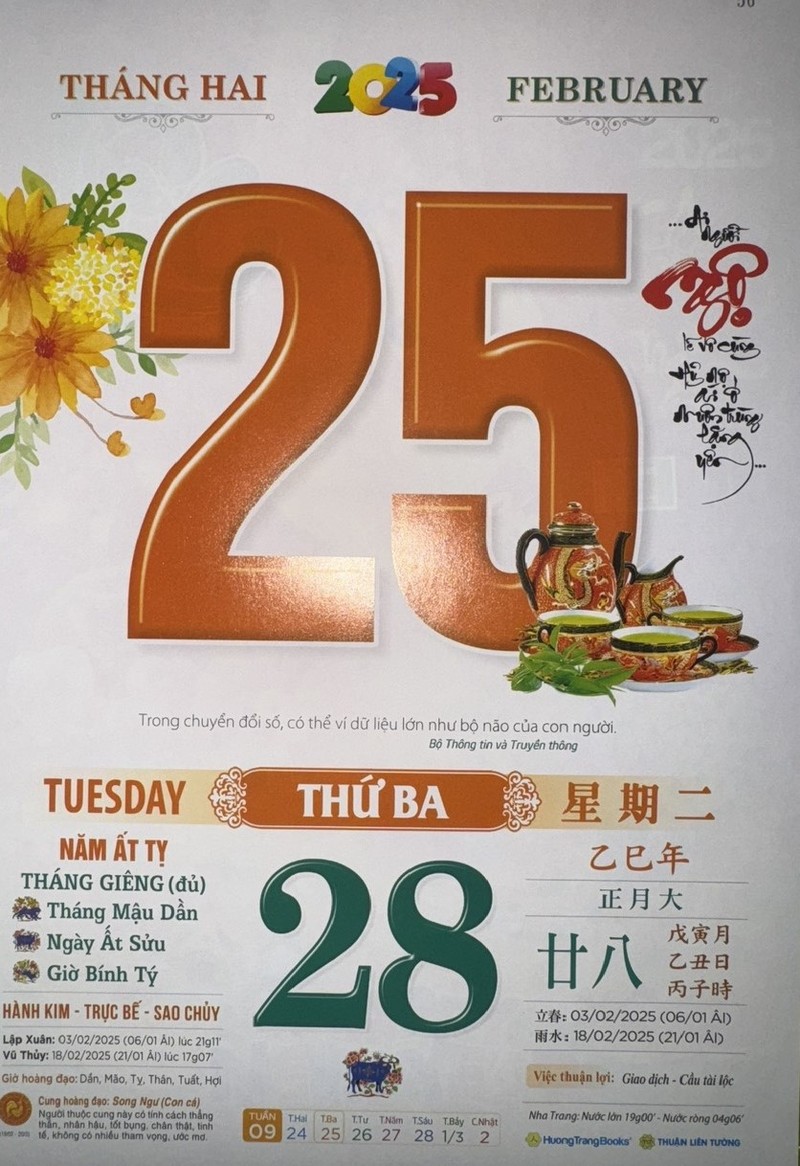 THÁNG HAI
2025
FEBRUARY
25
...Ai
người
ngộ
là vô cùng
yên...
Trong chuyển đổi số, có thể ví dữ liệu lớn như bộ não của con người.
Bộ Thông tin và Truyền thông
TUESDAY
THỨ BA
星期二
NĂM ẤT TỴ
THÁNG GIÊNG (đủ)
Tháng Mậu Dần
Ngày Ất Sửu
Giờ Bính Tý
28
乙巳年
正月大
廿八
戊寅月
乙丑日
丙子時
HÀNH KIM - TRỰC BẾ - SAO CHỦY
Lập Xuân: 03/02/2025 (06/01 Âl) lúc 21g11'
Vũ Thủy: 18/02/2025 (21/01 Âl) lúc 17g07'
立春: 03/02/2025 (06/01 Âl)
雨水: 18/02/2025 (21/01 Âl)
Giờ hoàng đạo: Dần, Mão, Tỵ, Thân, Tuất, Hợi
Việc thuận lợi: Giao dịch - Cầu tài lộc
Cung hoàng đạo: Song Ngư (Con cá)
Người thuộc cung này có tính cách thẳng
thắn, nhân hậu, tốt bụng, chân thật, tinh
tế, không có nhiều tham vọng, ước mơ.
TUẦN 09
T.Hai T.Ba T.Tư T.Năm T.Sáu T.Bảy C.Nhật
24 25 26 27 28 1/3 2
Nha Trang: Nước lớn 19g00' - Nước ròng 04g06'
HuongTrangBooks
THUẬN LIÊN TƯỜNG